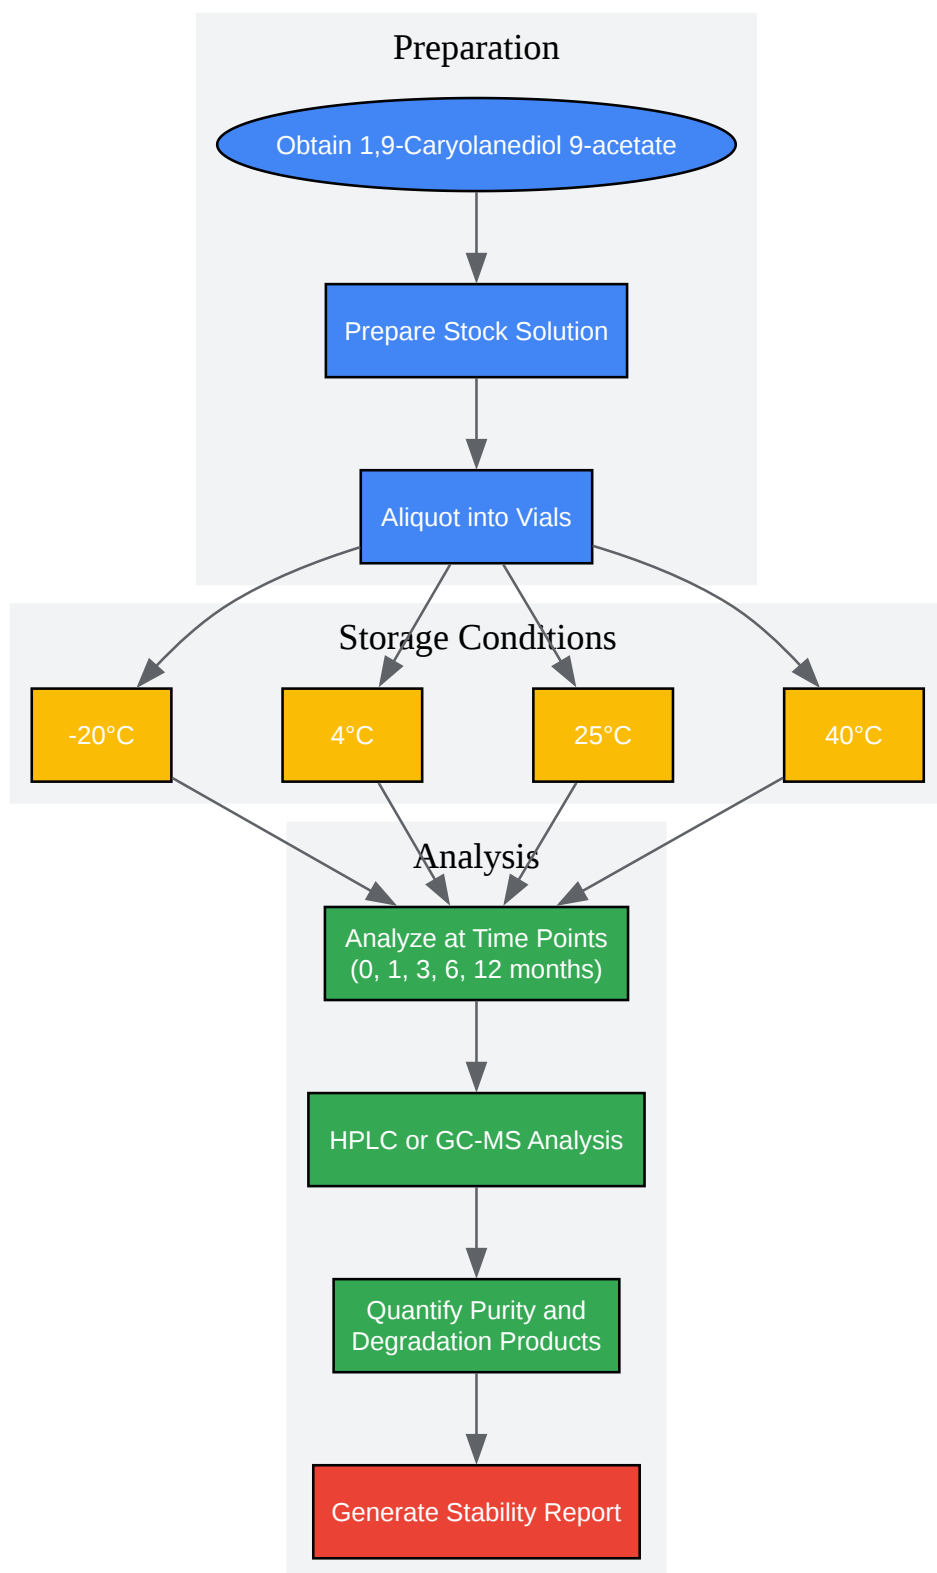 Preparation
Obtain 1,9-Caryolanediol 9-acetate
Prepare Stock Solution
Aliquot into Vials
Storage Conditions
-20°C
4°C
25°C
40°C
Analysis
Analyze at Time Points
(0, 1, 3, 6, 12 months)
HPLC or GC-MS Analysis
Quantify Purity and
Degradation Products
Generate Stability Report